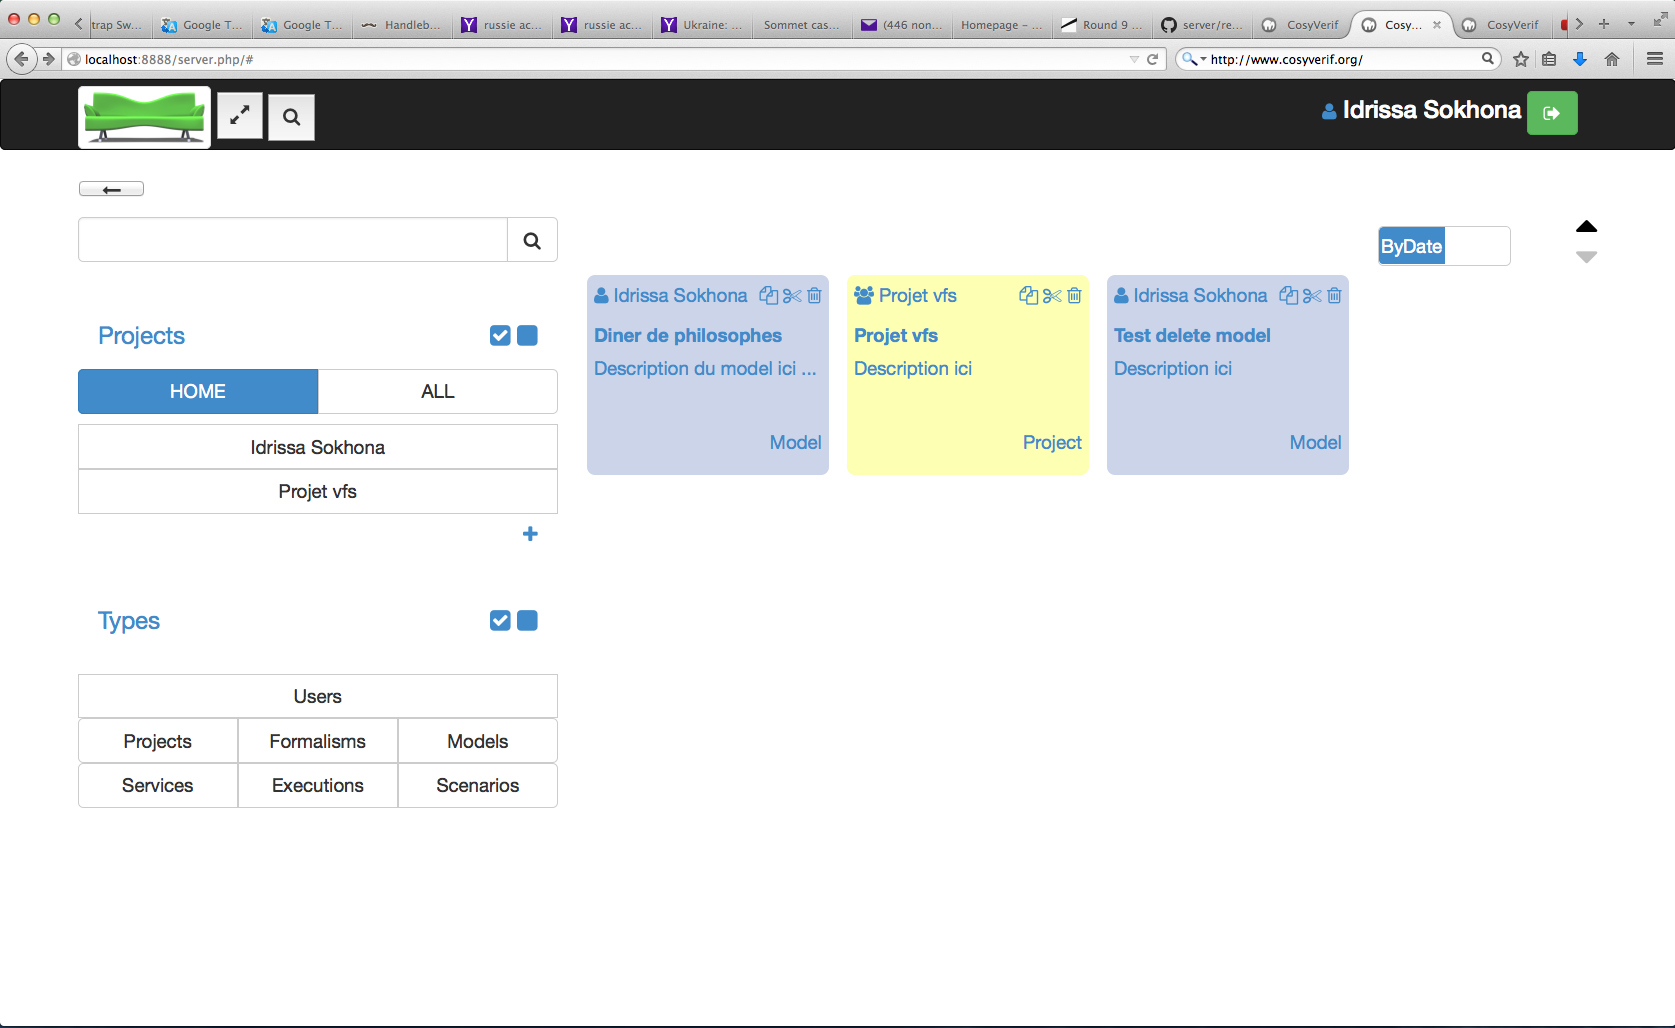 trap Sw...
Google T...
Google T...
Handleb...
russie ac...
russie ac...
Ukraine: ...
Sommet cas...
(446 non...
Homepage – ...
Round 9 ...
server/re...
CosyVerif
Cosy...
CosyVerif
localhost:8888/server.php/#
http://www.cosyverif.org/
Idrissa Sokhona
ByDate
Projects
HOME
ALL
Idrissa Sokhona
Projet vfs
Types
Users
Projects
Formalisms
Models
Services
Executions
Scenarios
Idrissa Sokhona
Diner de philosophes
Description du model ici ...
Model
Projet vfs
Projet vfs
Description ici
Project
Idrissa Sokhona
Test delete model
Description ici
Model